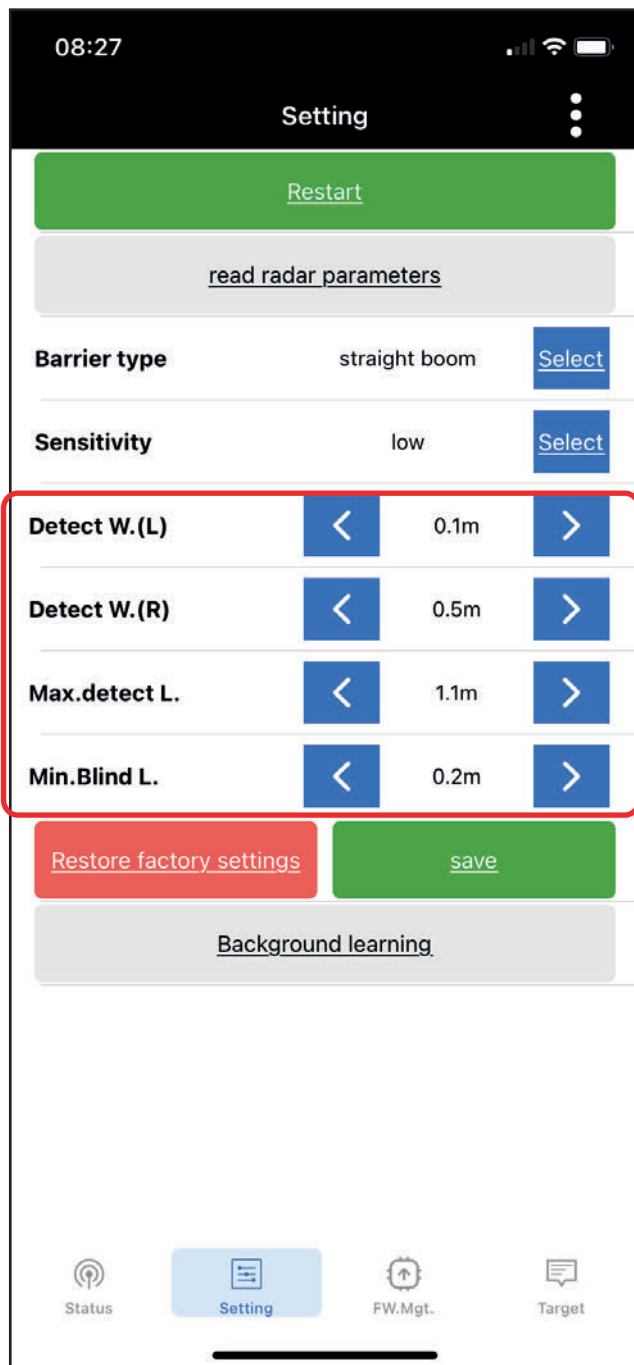 08:27
Setting
Restart
read radar parameters
Barrier type straight boom Select
Sensitivity low Select
Detect W.(L) 0.1m
Detect W.(R) 0.5m
Max.detect L. 1.1m
Min.Blind L. 0.2m
Restore factory settings save
Background learning
Status Setting FW.Mgt. Target